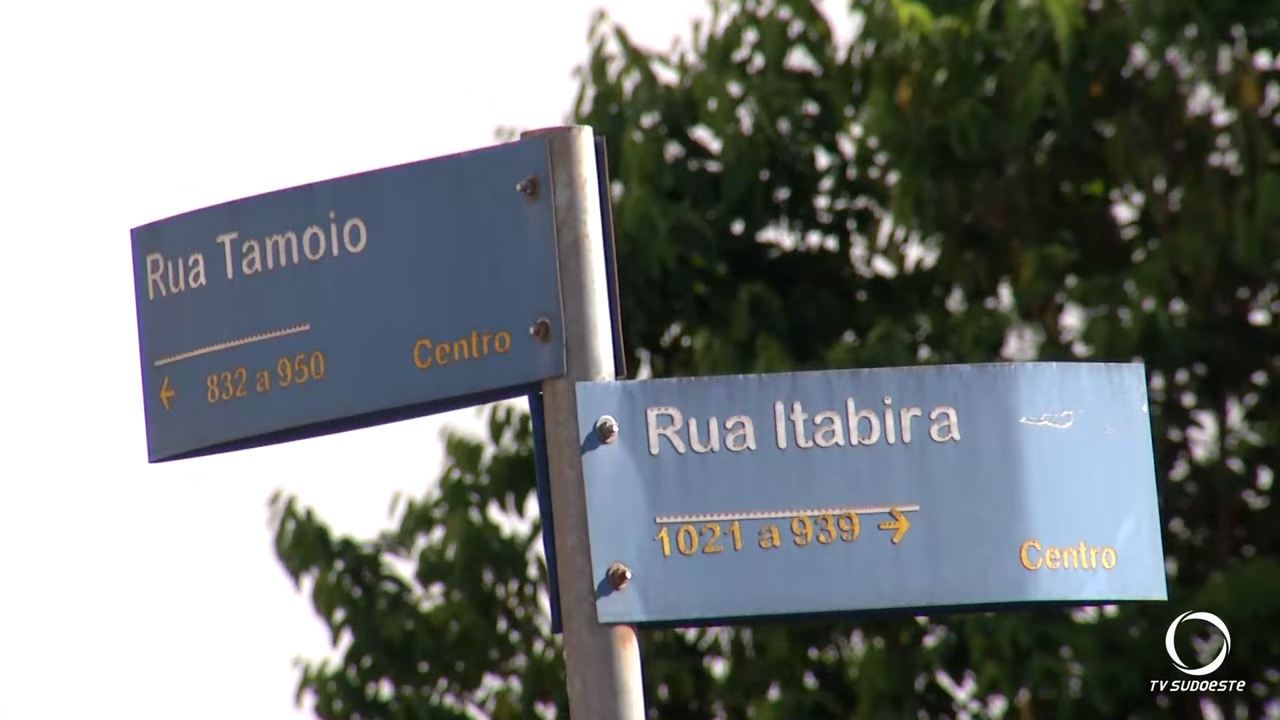 Rua Tamoio
← 832 a 950
Centro
Rua Itabira
1021 a 939 →
Centro
TV SUDOESTE